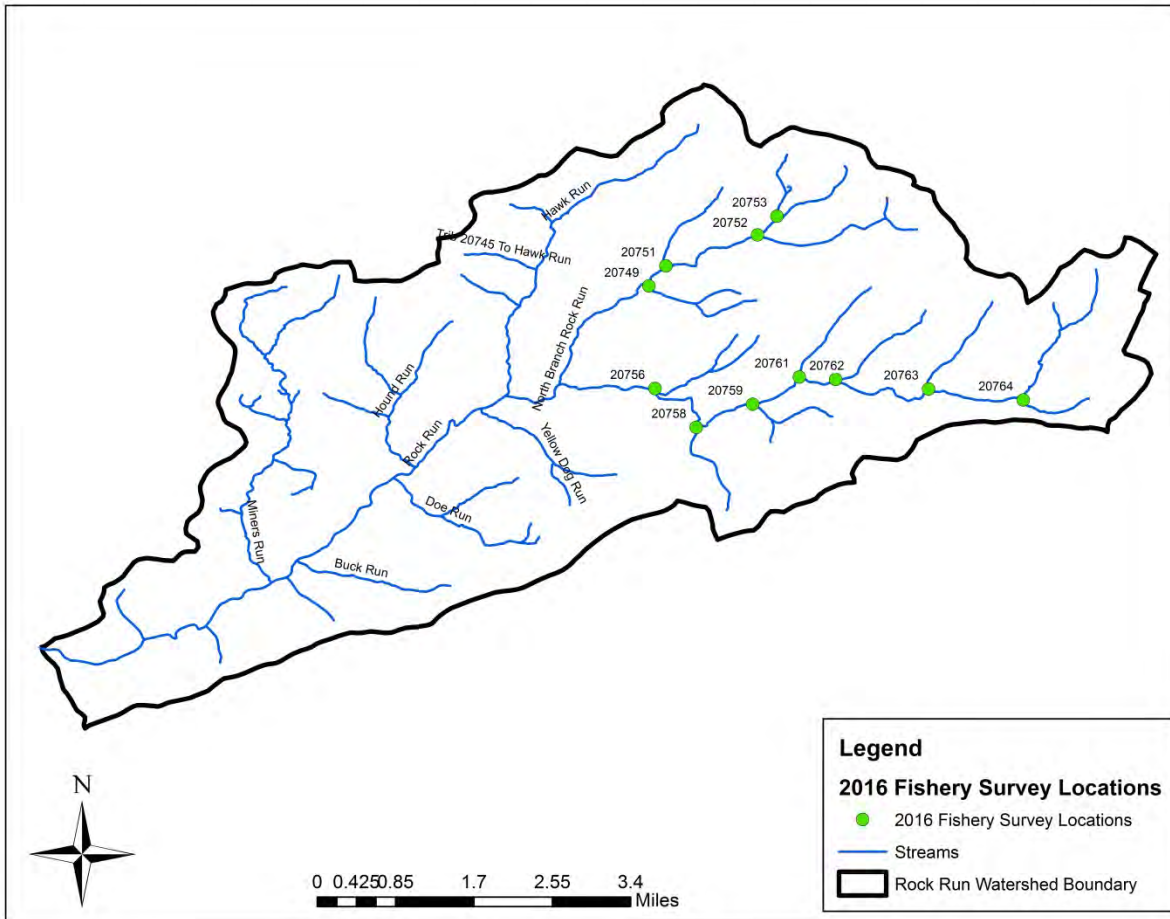 20753
20752
Hawk Run
Trib 20745 To Hawk Run
20751
20749
North Branch Rock Run
20756
20761
20762
20763
20764
20759
20758
Hound Run
Rock Run
Yellow Dog Run
Doe Run
Miners Run
Buck Run
Legend
2016 Fishery Survey Locations
2016 Fishery Survey Locations
Streams
Rock Run Watershed Boundary
N
0 0.4250.85 1.7 2.55 3.4
Miles